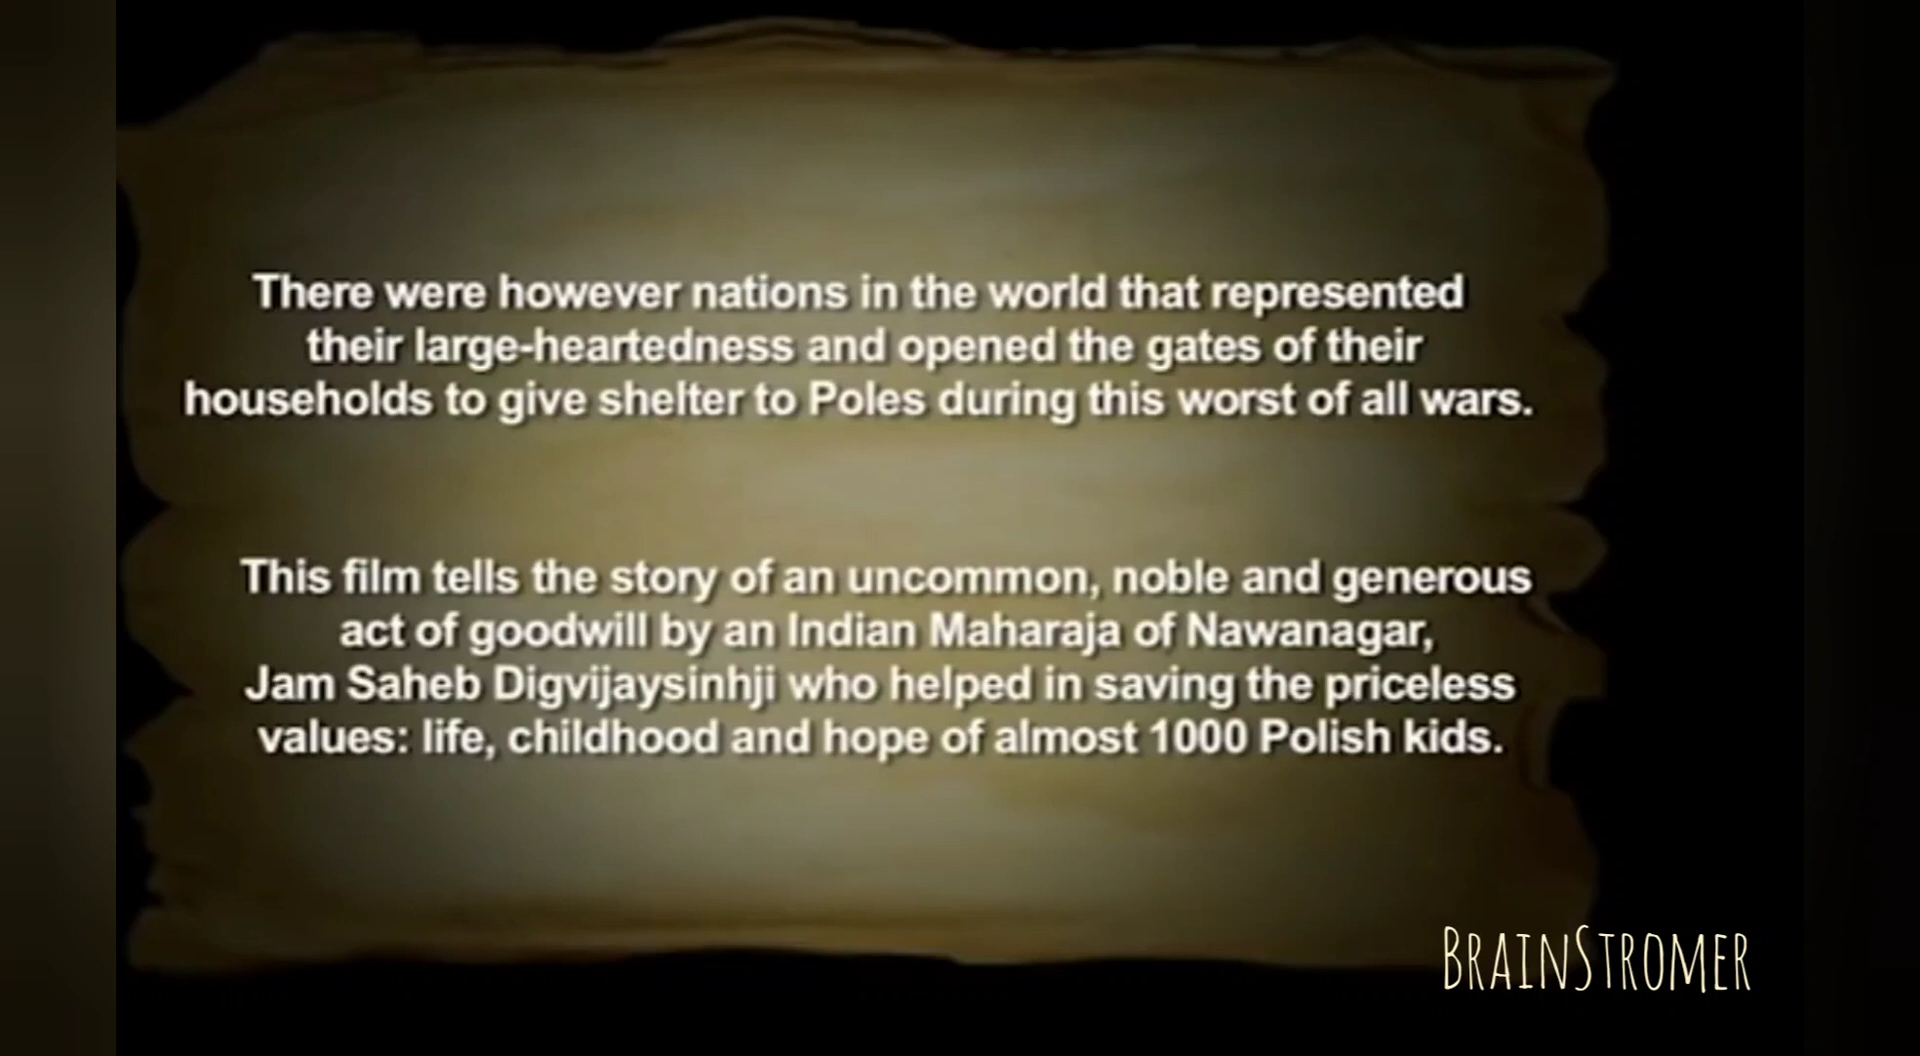 There were however nations in the world that represented
their large-heartedness and opened the gates of their
households to give shelter to Poles during this worst of all wars.
This film tells the story of an uncommon, noble and generous
act of goodwill by an Indian Maharaja of Nawanagar,
Jam Saheb Digvijaysinhji who helped in saving the priceless
values: life, childhood and hope of almost 1000 Polish kids.
BRAINSTROMER